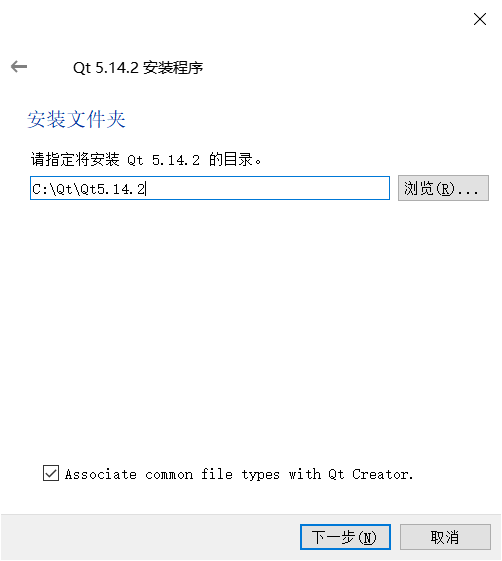 Qt 5.14.2 安装程序
安装文件夹
请指定将安装 Qt 5.14.2 的目录。
C:\Qt\Qt5.14.2
浏览(R)...
Associate common file types with Qt Creator.
下一步(N)
取消